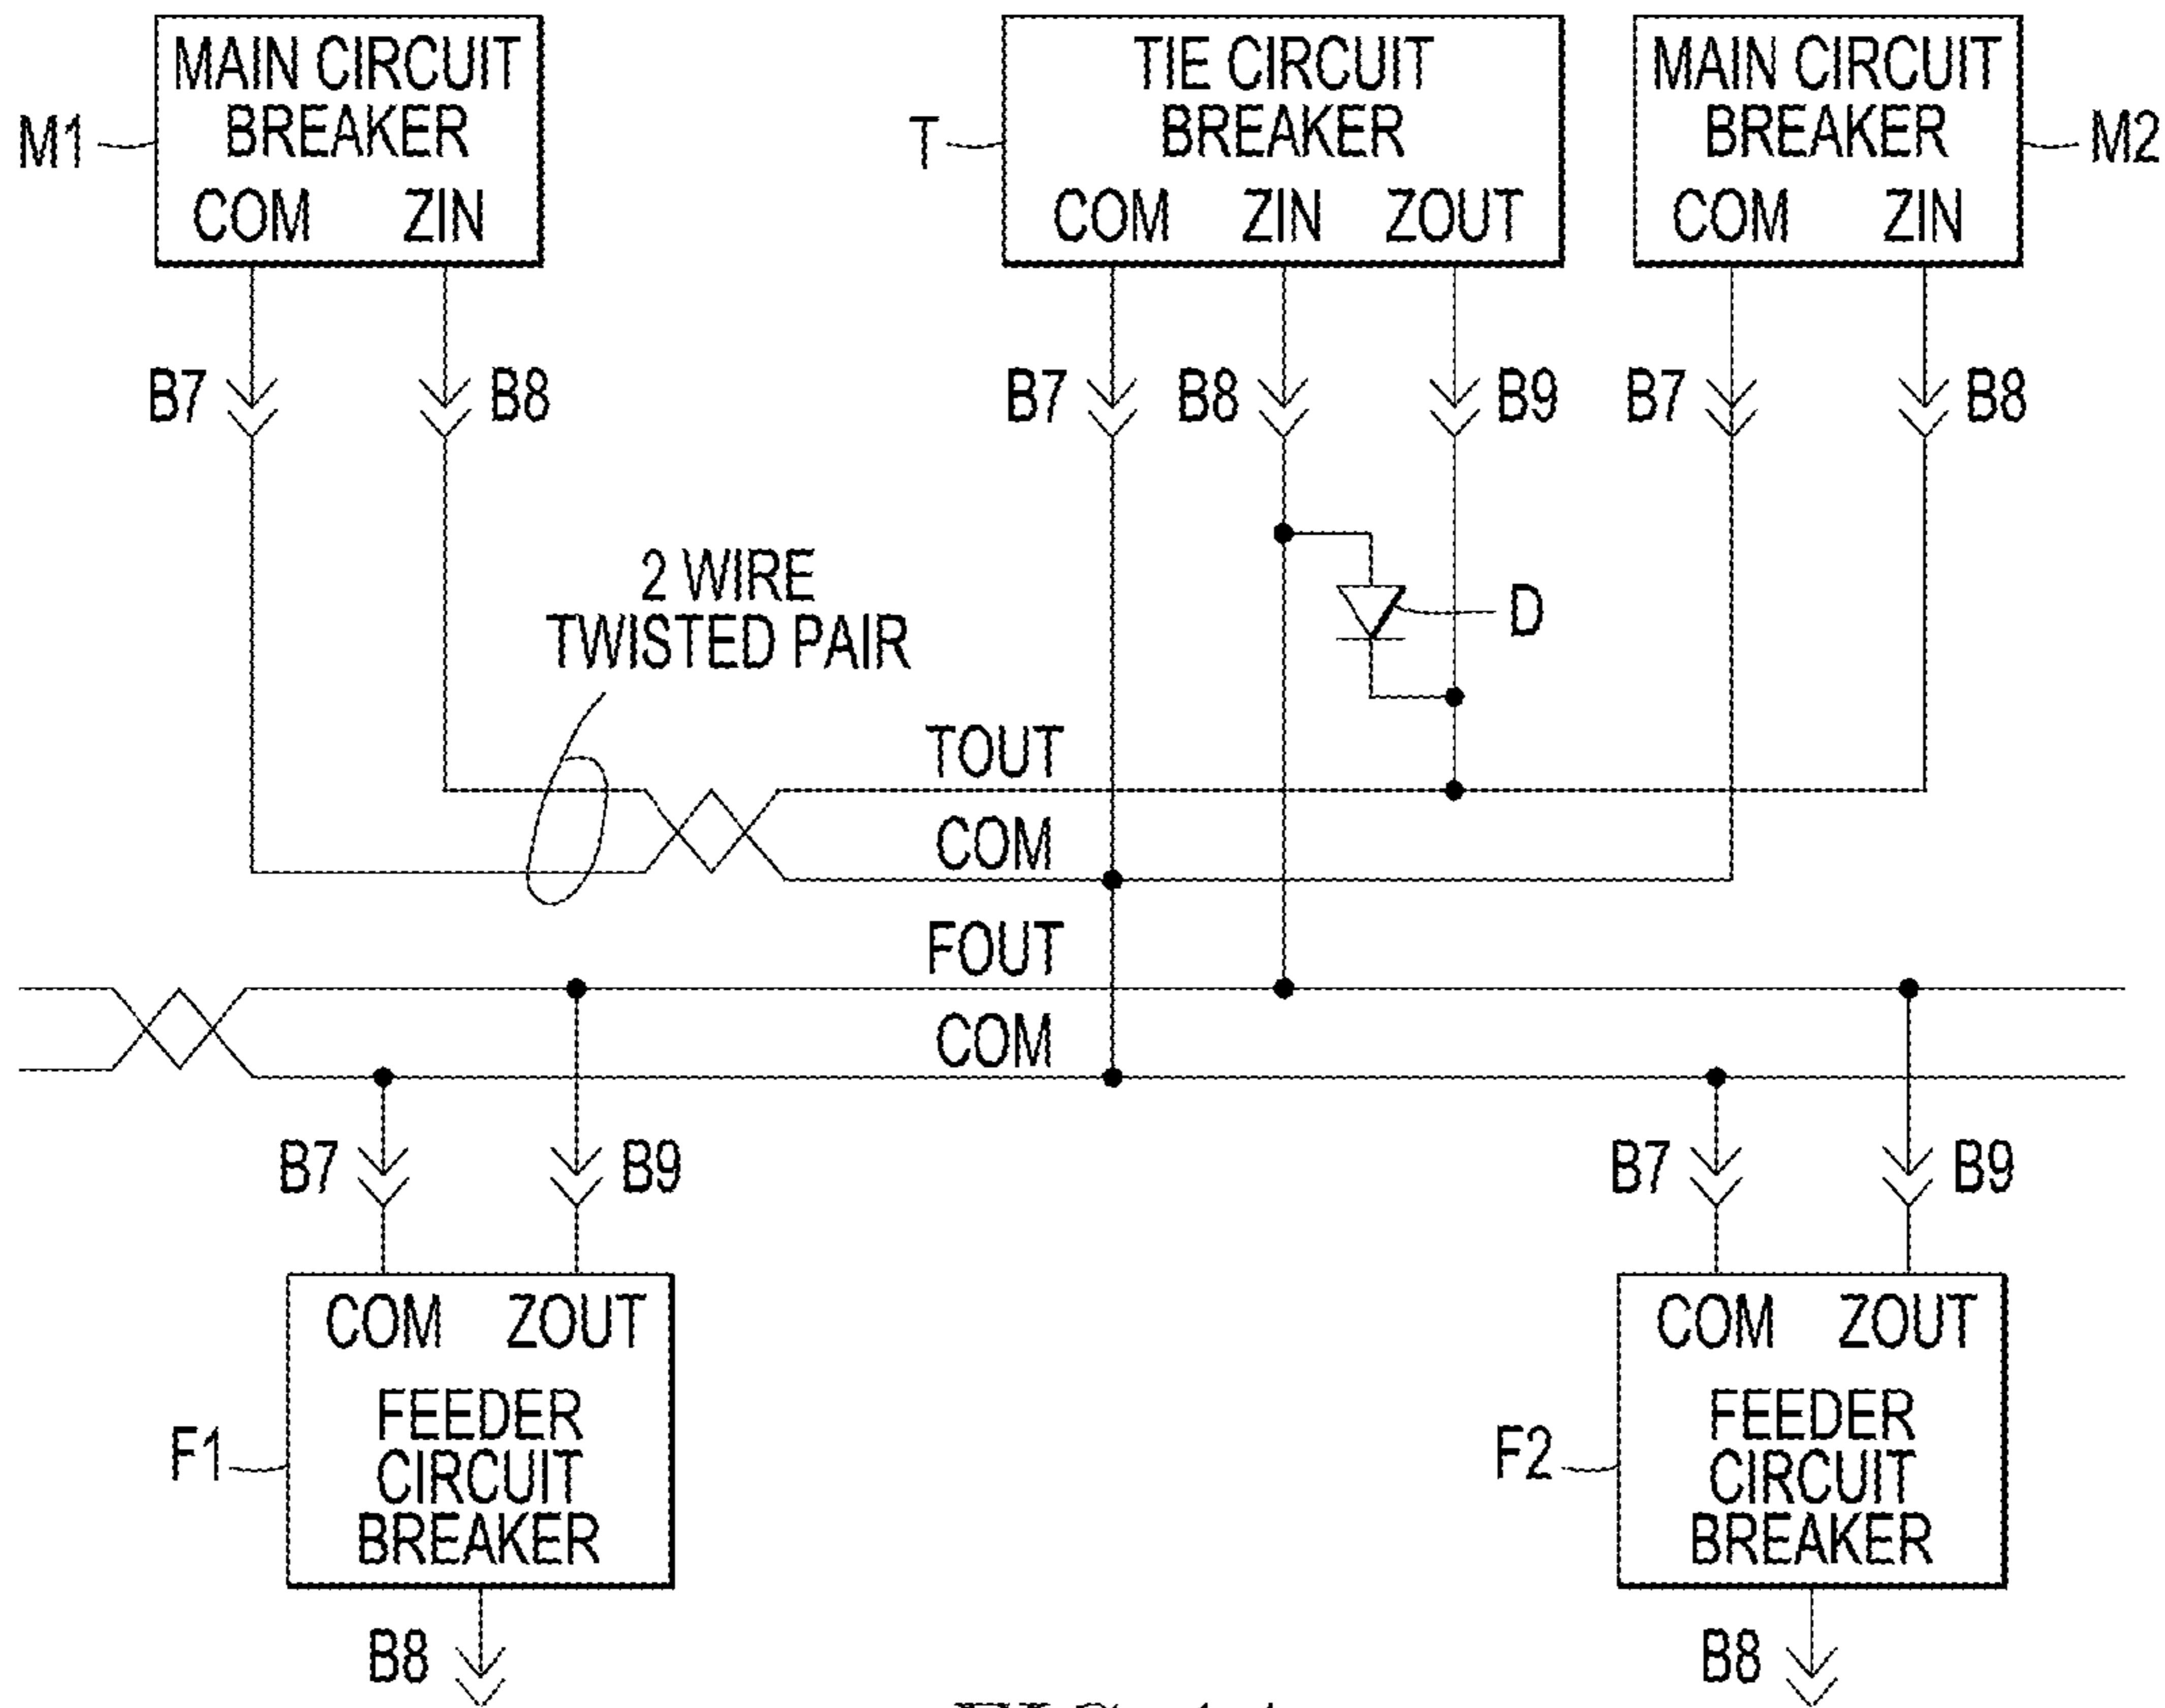 MAIN CIRCUIT
BREAKER
COM ZIN
M1
TIE CIRCUIT
BREAKER
COM ZIN ZOUT
T
MAIN CIRCUIT
BREAKER
COM ZIN
M2
B7 B8
B7 B8 B9
B7 B8
2 WIRE
TWISTED PAIR
D
TOUT
COM
FOUT
COM
B7 B9
B7 B9
COM ZOUT
FEEDER
CIRCUIT
BREAKER
F1
COM ZOUT
FEEDER
CIRCUIT
BREAKER
F2
B8
B8